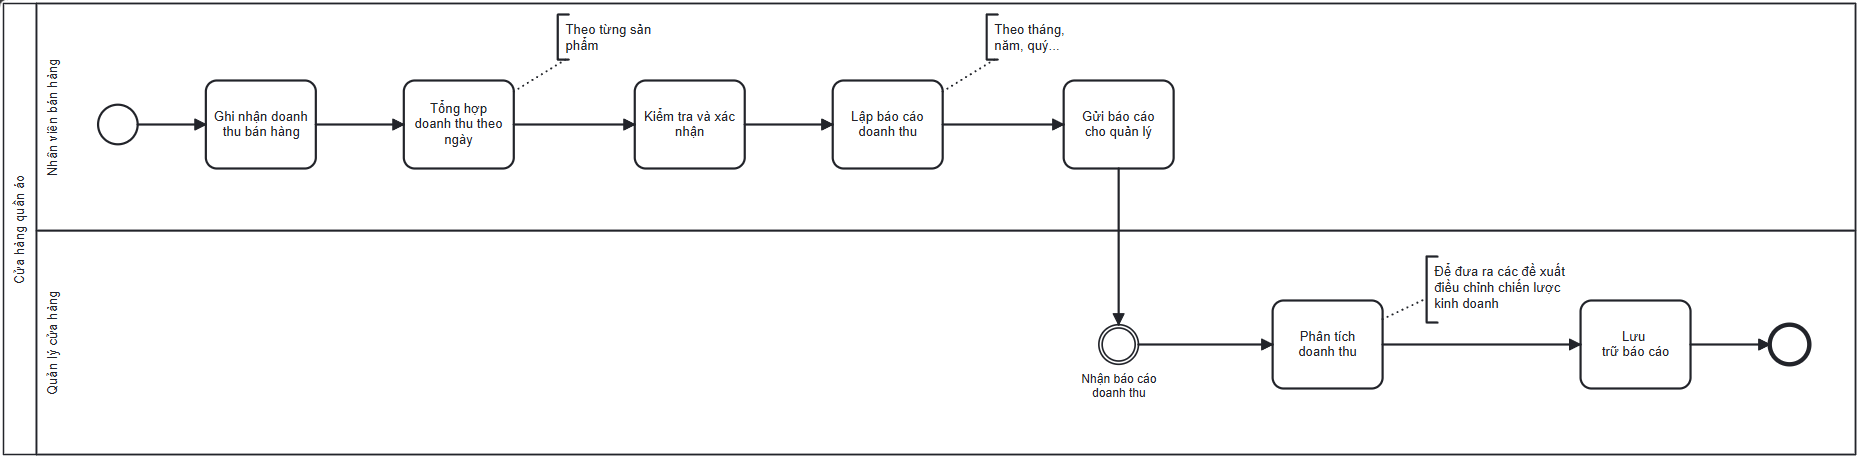 Cửa hàng quần áo
Nhân viên bán hàng
Theo từng sản
phẩm
Theo tháng,
năm, quý...
Ghi nhận doanh
thu bán hàng
Tổng hợp
doanh thu theo
ngày
Kiểm tra và xác
nhận
Lập báo cáo
doanh thu
Gửi báo cáo
cho quản lý
Quản lý cửa hàng
Nhận báo cáo
doanh thu
Phân tích
doanh thu
Để đưa ra các đề xuất
điều chỉnh chiến lược
kinh doanh
Lưu
trữ báo cáo